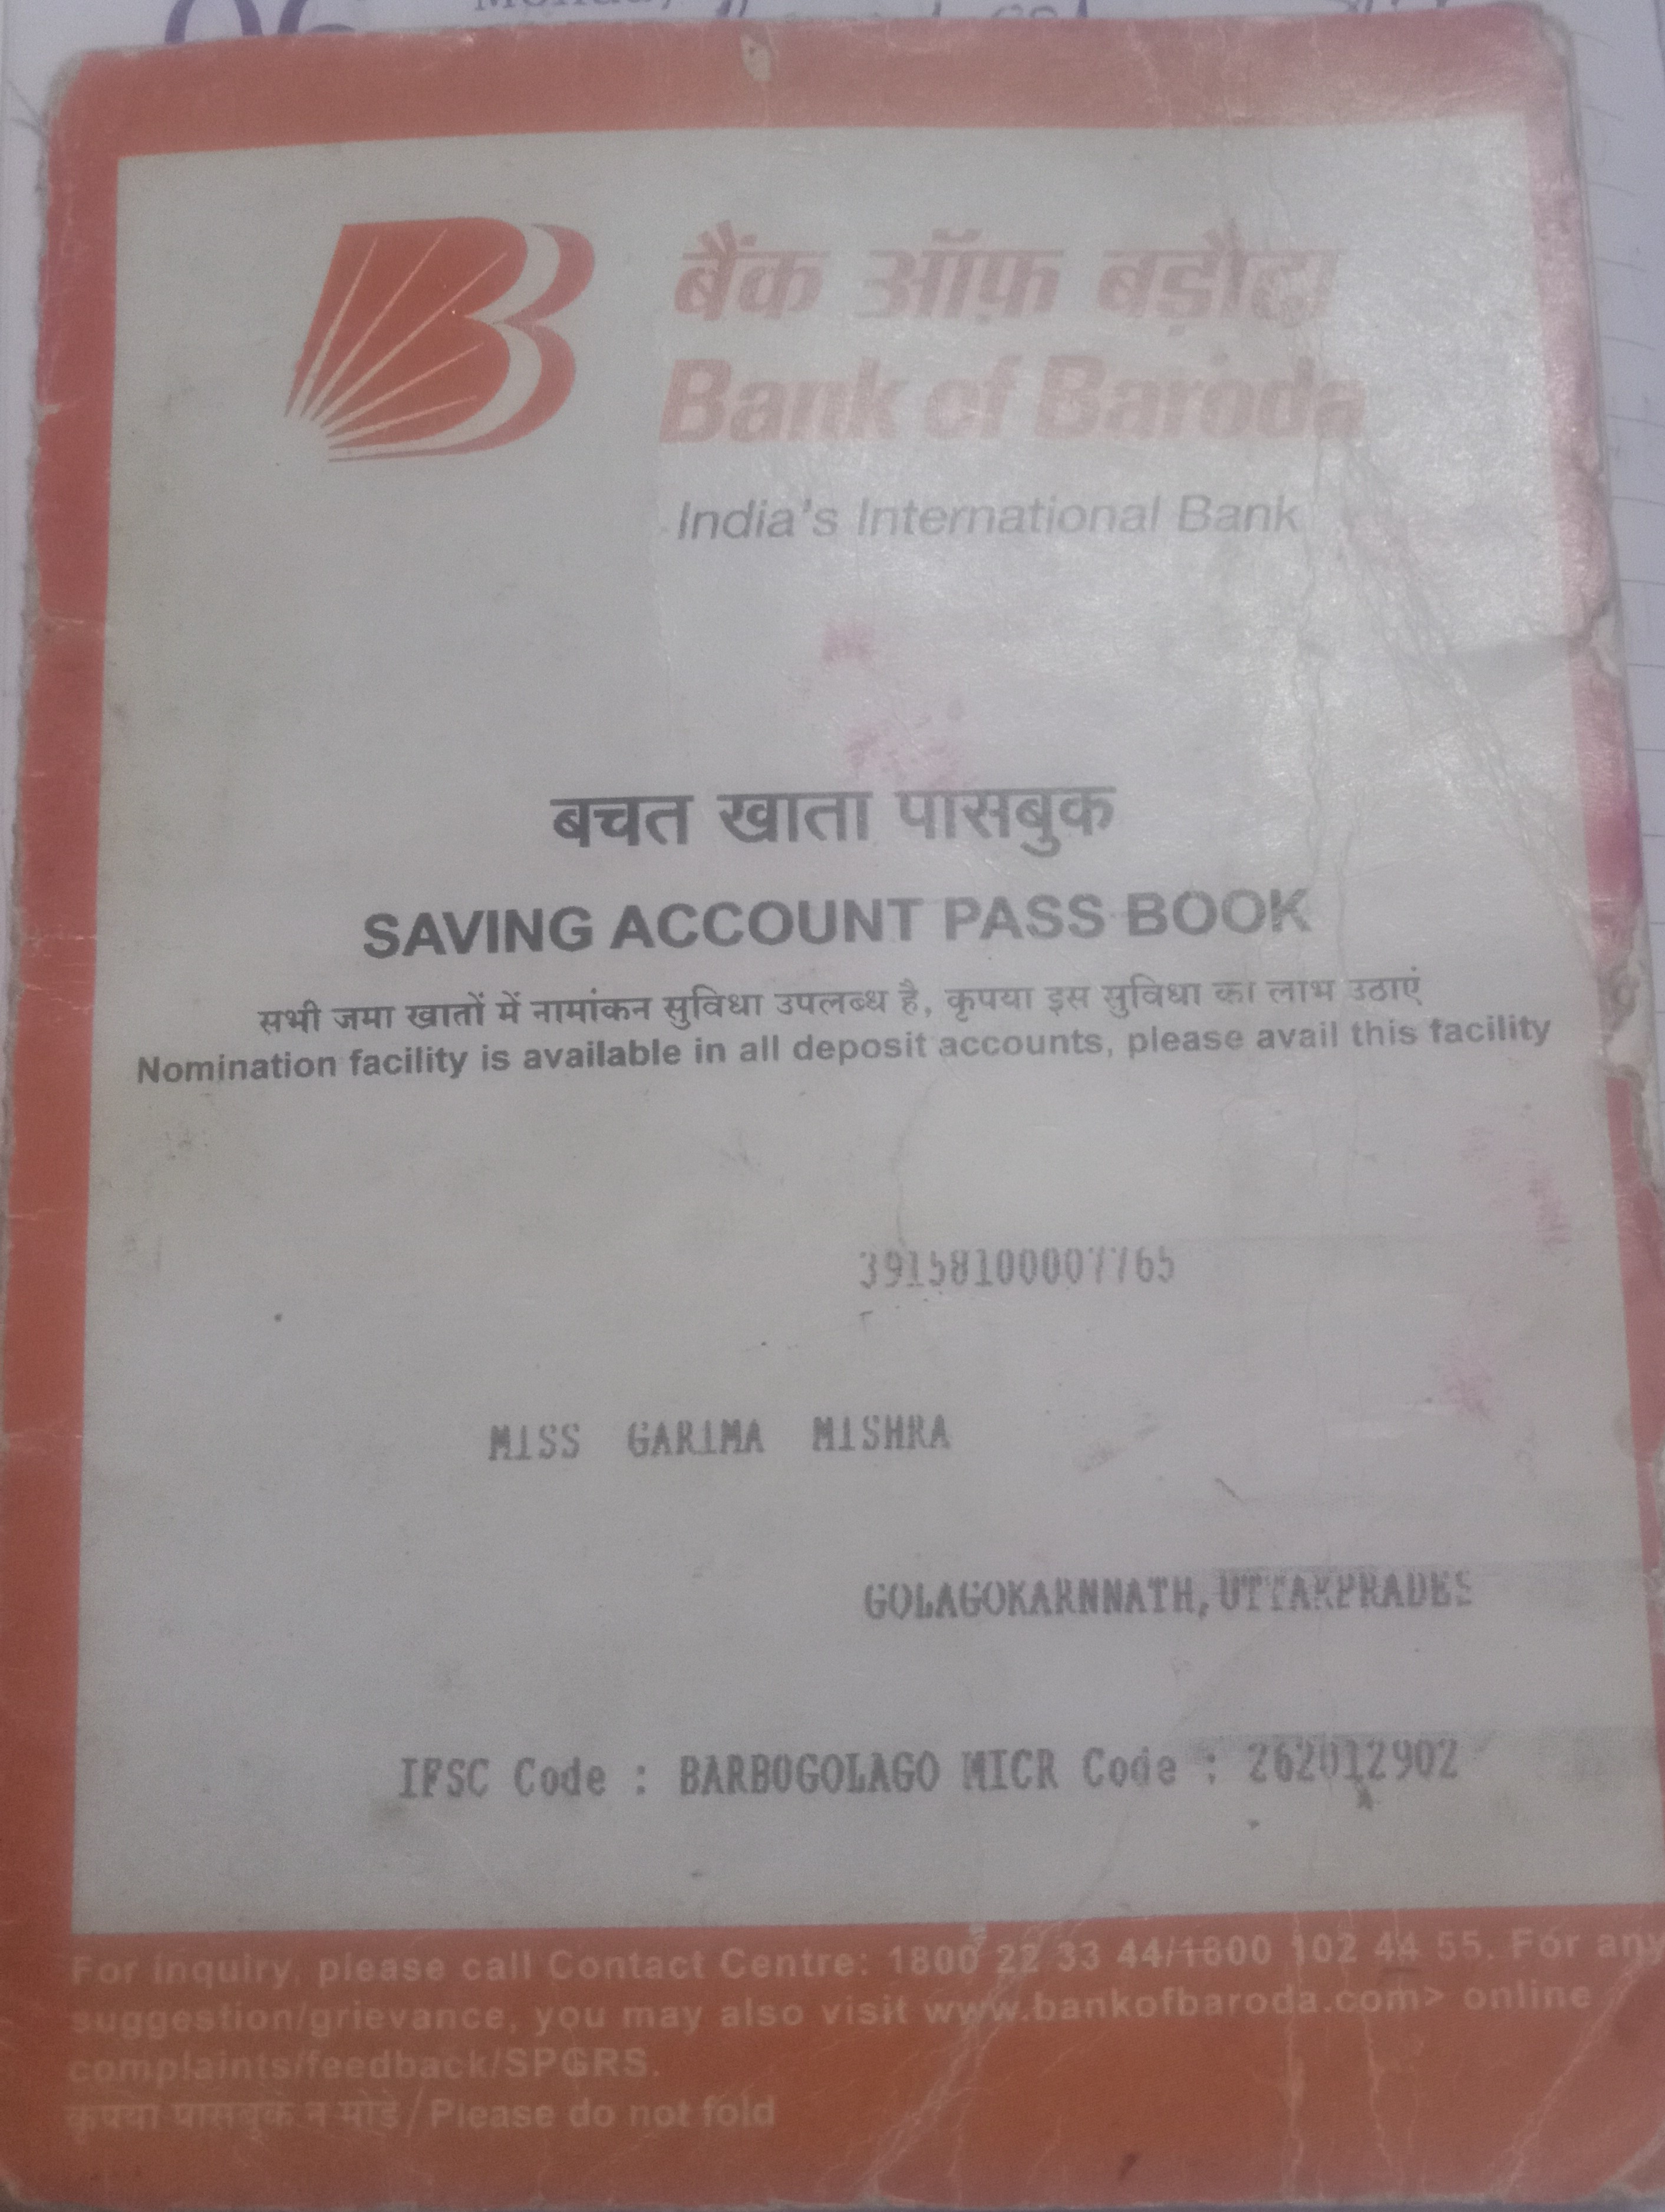 बैंक ऑफ़ बड़ौदा
Bank of Baroda
India's International Bank
बचत खाता पासबुक
SAVING ACCOUNT PASS BOOK
सभी जमा खातों में नामांकन सुविधा उपलब्ध है, कृपया इस सुविधा का लाभ उठाएं
Nomination facility is available in all deposit accounts, please avail this facility
39158100007765
MISS GARIMA MISHRA
GOLAGOKARNNATH, UTTARPRADES
IFSC Code : BARB0GOLAGO MICR Code : 262012902
For inquiry, please call Contact Centre: 1800 22 33 44/1800 102 44 55. For any
suggestion/grievance, you may also visit www.bankofbaroda.com> online
complaints/feedback/SPGRS.
कृपया पासबुक न मोड़ें/Please do not fold